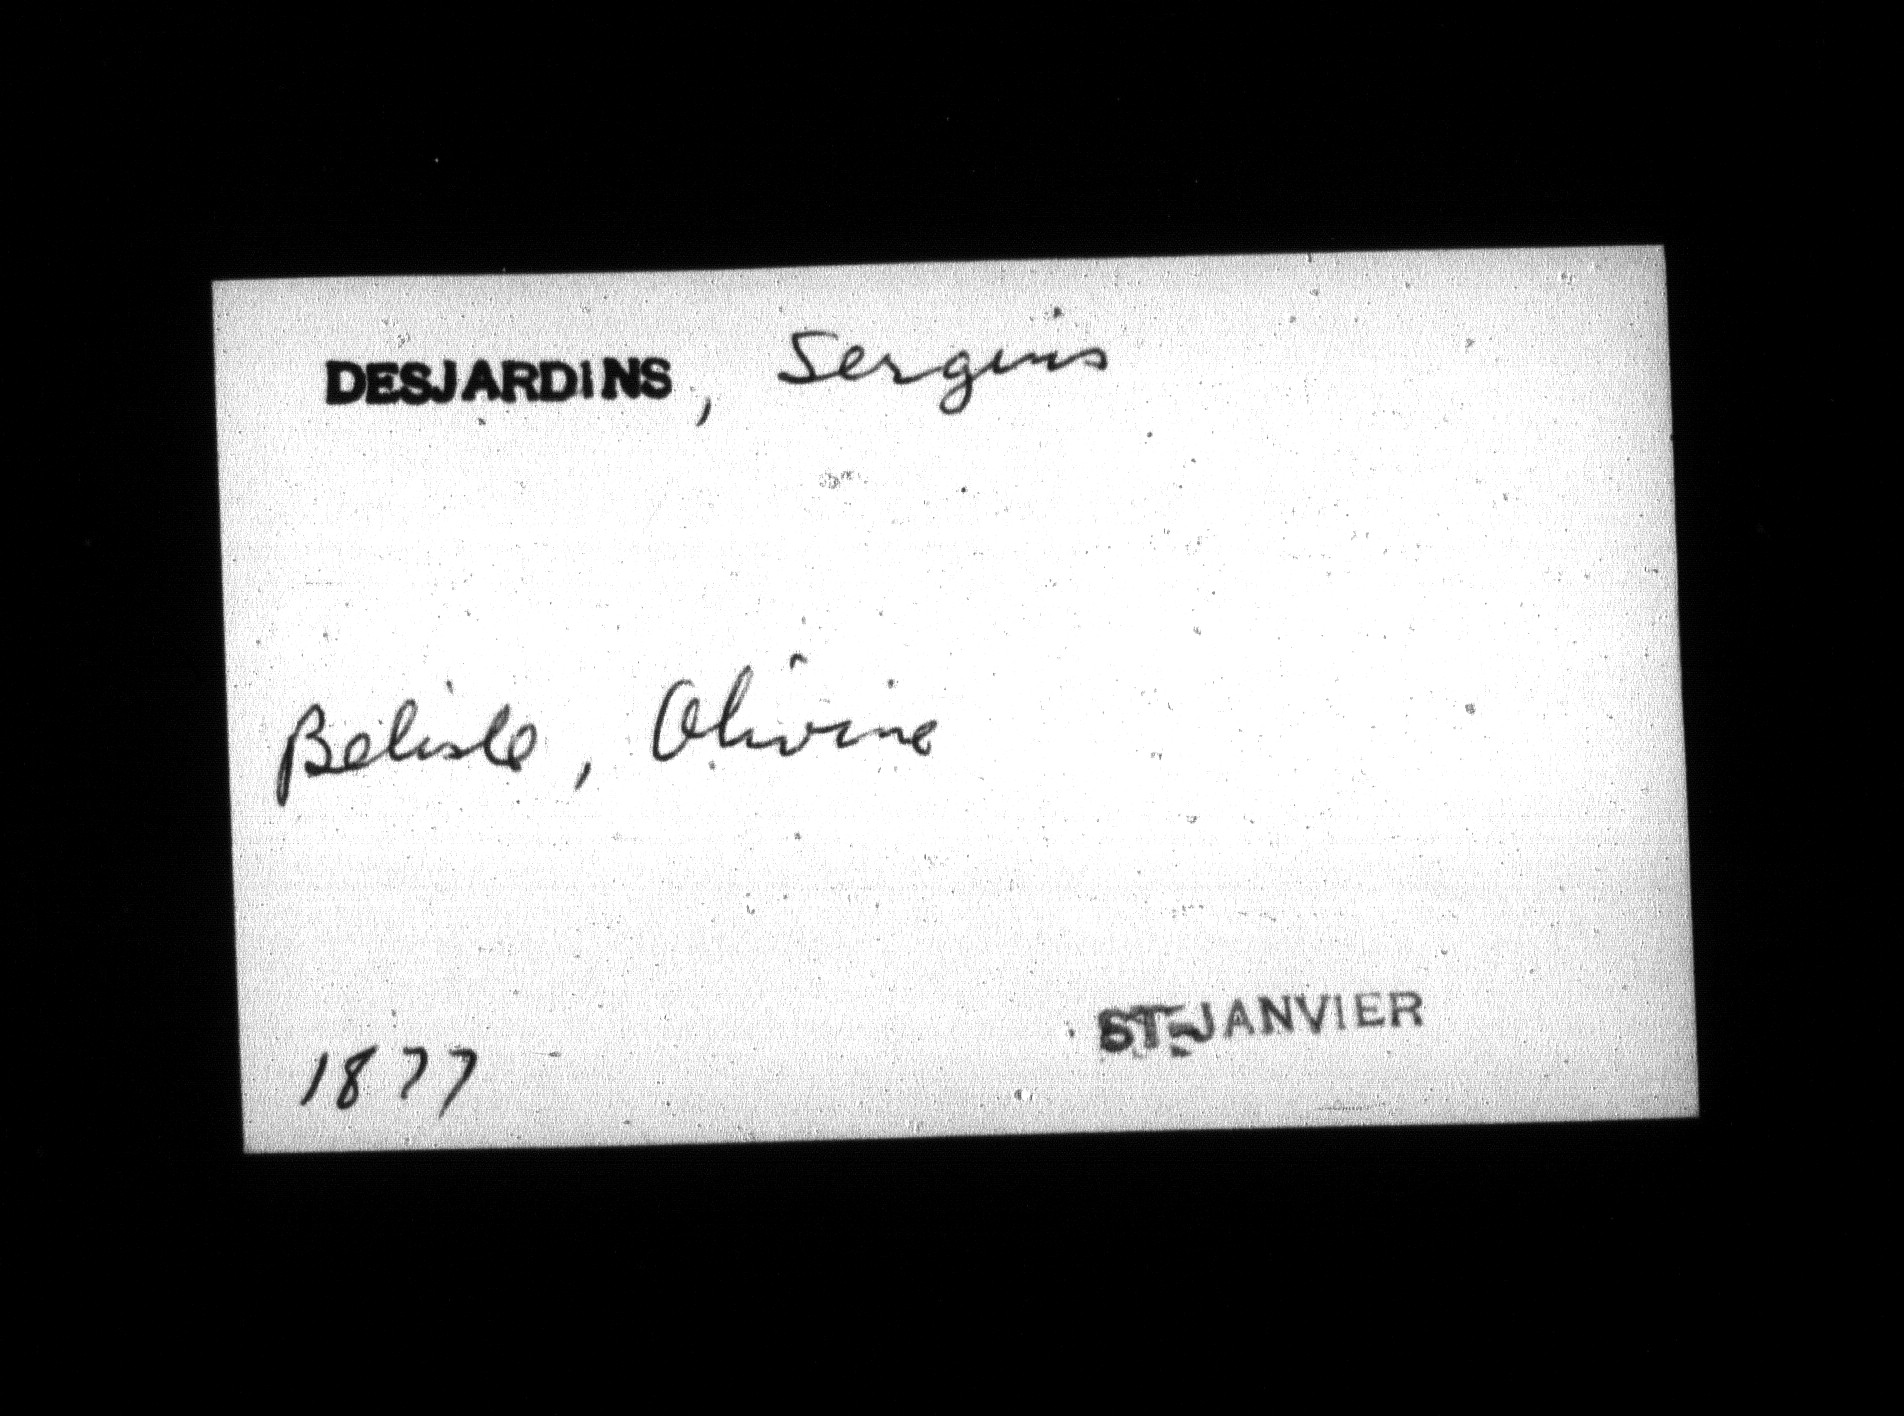 DESJARDINS, Sergius
Belisle, Olivine
ST-JANVIER
1877